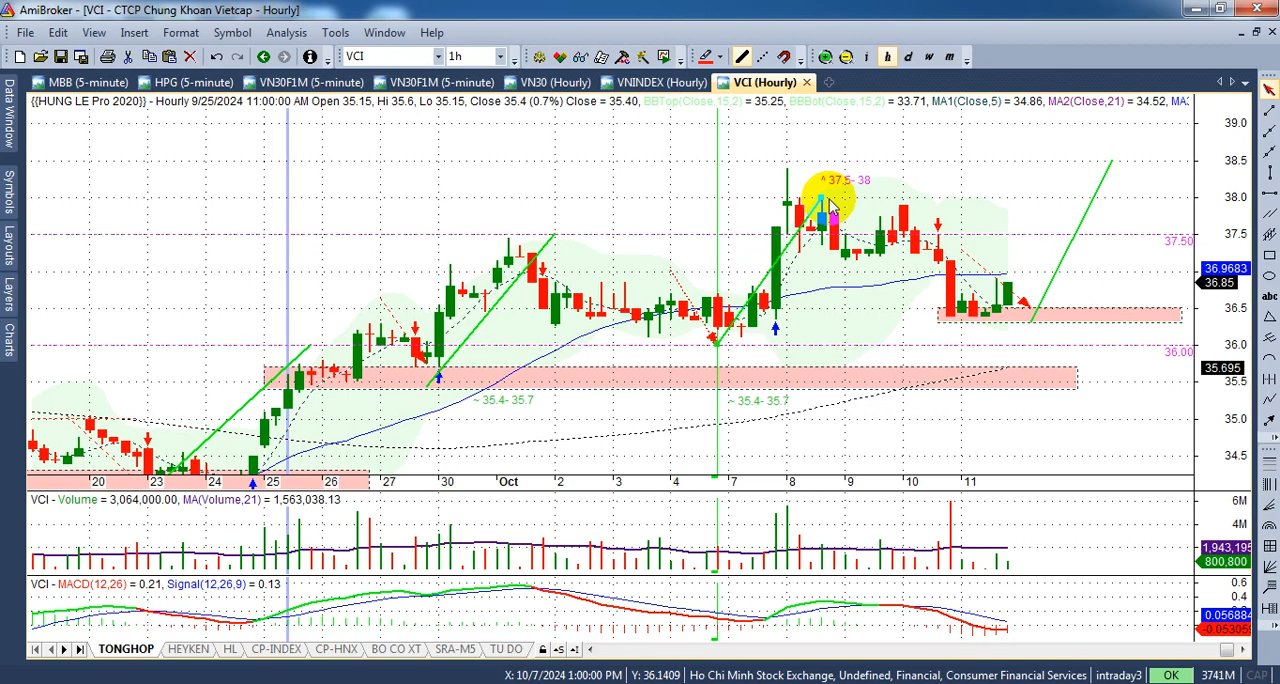 AmiBroker - [VCI - CTCP Chung Khoan Vietcap - Hourly]
File Edit View Insert Format Symbol Analysis Tools Window Help
VCI 1h i h d w m
MBB (5-minute) HPG (5-minute) VN30F1M (5-minute) VN30F1M (5-minute) VN30 (Hourly) VNINDEX (Hourly) VCI (Hourly)
{{HUNG LE Pro 2020}} - Hourly 9/25/2024 11:00:00 AM Open 35.15, Hi 35.6, Lo 35.15, Close 35.4 (0.7%) Close = 35.40, BBTop(Close,15,2) = 35.25, BBBot(Close,15,2) = 33.71, MA1(Close,5) = 34.86, MA2(Close,21) = 34.52,
Data Window
Symbols
Layouts
Layers
Charts
abc
39.0
38.5
^ 37.5- 38
38.0
37.5
37.50
36.9683
36.85
36.5
36.0
36.00
35.695
35.5
~ 35.4- 35.7 ~ 35.4- 35.7
35.0
34.5
20 23 24 25 26 27 30 Oct 2 3 4 7 8 9 10 11
VCI - Volume = 3,064,000.00, MA(Volume,21) = 1,563,038.13
6M
4M
1,943,195
800,800
VCI - MACD(12,26) = 0.21, Signal(12,26,9) = 0.13
0.6
0.4
0.056884
-0.053059
TONGHOP HEYKEN HL CP-INDEX CP-HNX BO CO XT SRA-M5 TU DO
X: 10/7/2024 1:00:00 PM Y: 36.1409 Ho Chi Minh Stock Exchange, Undefined, Financial, Consumer Financial Services intraday3 OK 3741M CAP